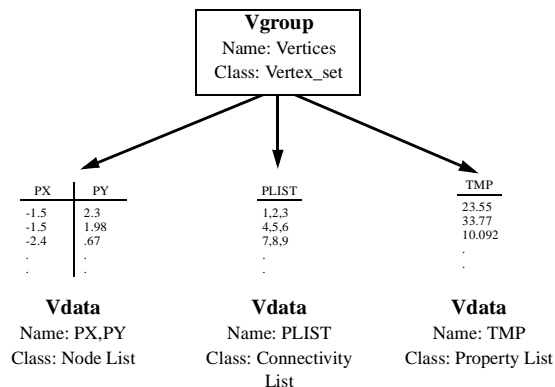 Vgroup
Name: Vertices
Class: Vertex_set
PX PY
-1.5 2.3
-1.5 1.98
-2.4 .67
. .
. .
PLIST
1,2,3
4,5,6
7,8,9
.
.
TMP
23.55
33.77
10.092
.
.
Vdata
Name: PX,PY
Class: Node List
Vdata
Name: PLIST
Class: Connectivity
List
Vdata
Name: TMP
Class: Property List